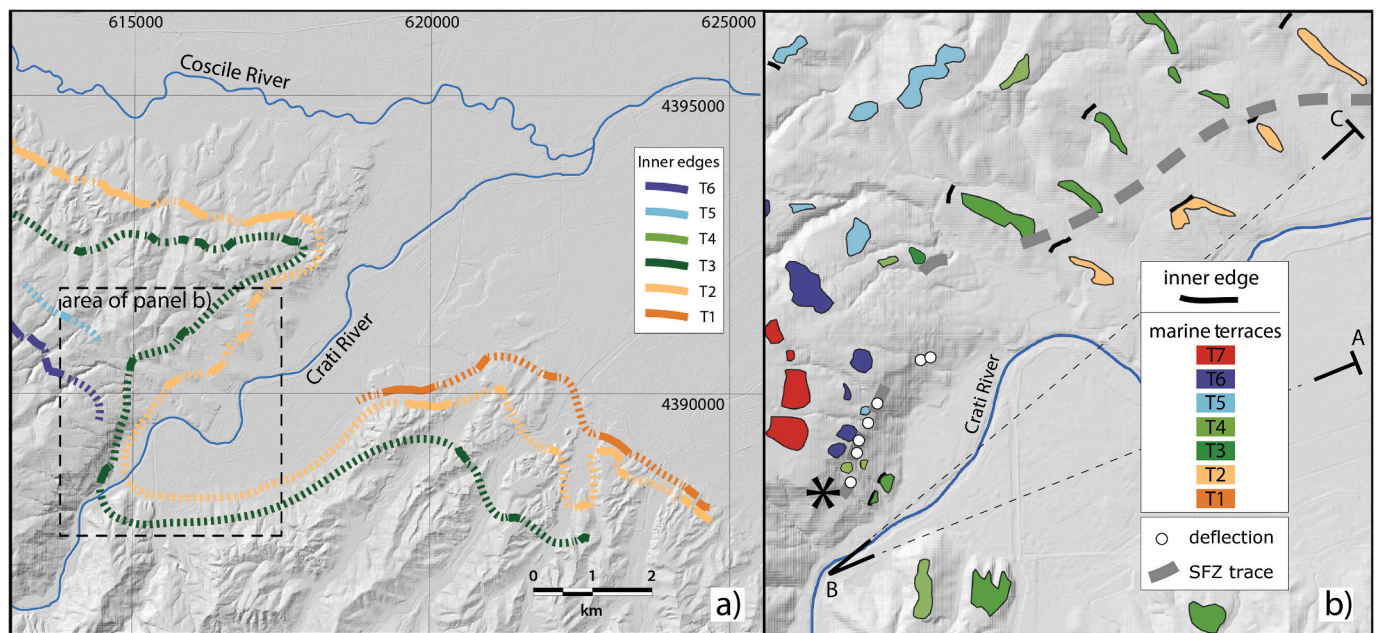 615000
620000
625000
Coscile River
4395000
Inner edges
T6
T5
T4
T3
T2
T1
area of panel b)
Crati River
4390000
0 1 2
km
a)
C
A
Crati River
B
inner edge
marine terraces
T7
T6
T5
T4
T3
T2
T1
deflection
SFZ trace
b)